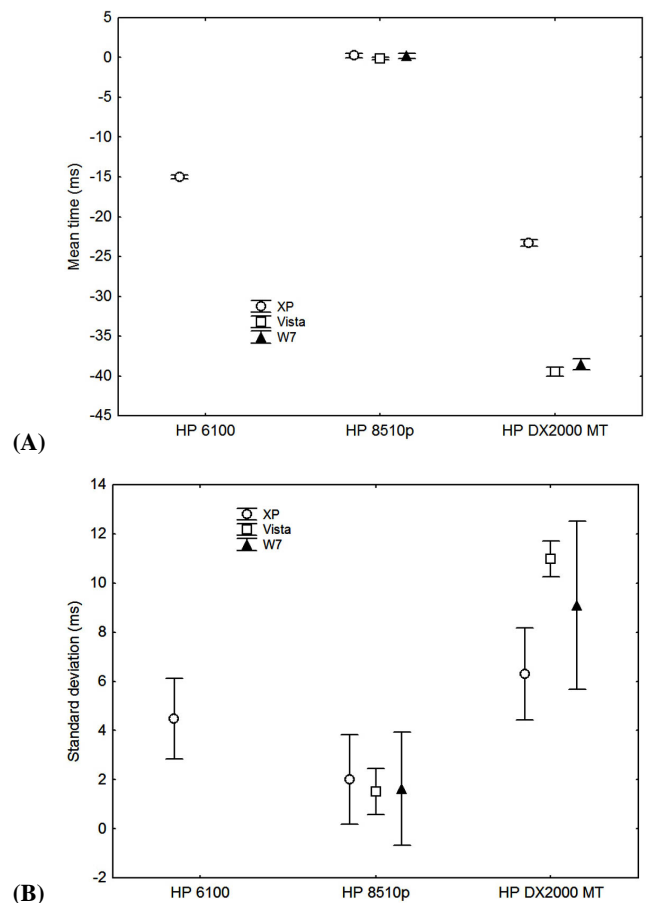 5
0
-5
-10
-15
-20
-25
-30
-35
-40
-45
Mean time (ms)
XP
Vista
W7
HP 6100 HP 8510p HP DX2000 MT
(A)
14
12
10
8
6
4
2
0
-2
Standard deviation (ms)
XP
Vista
W7
HP 6100 HP 8510p HP DX2000 MT
(B)